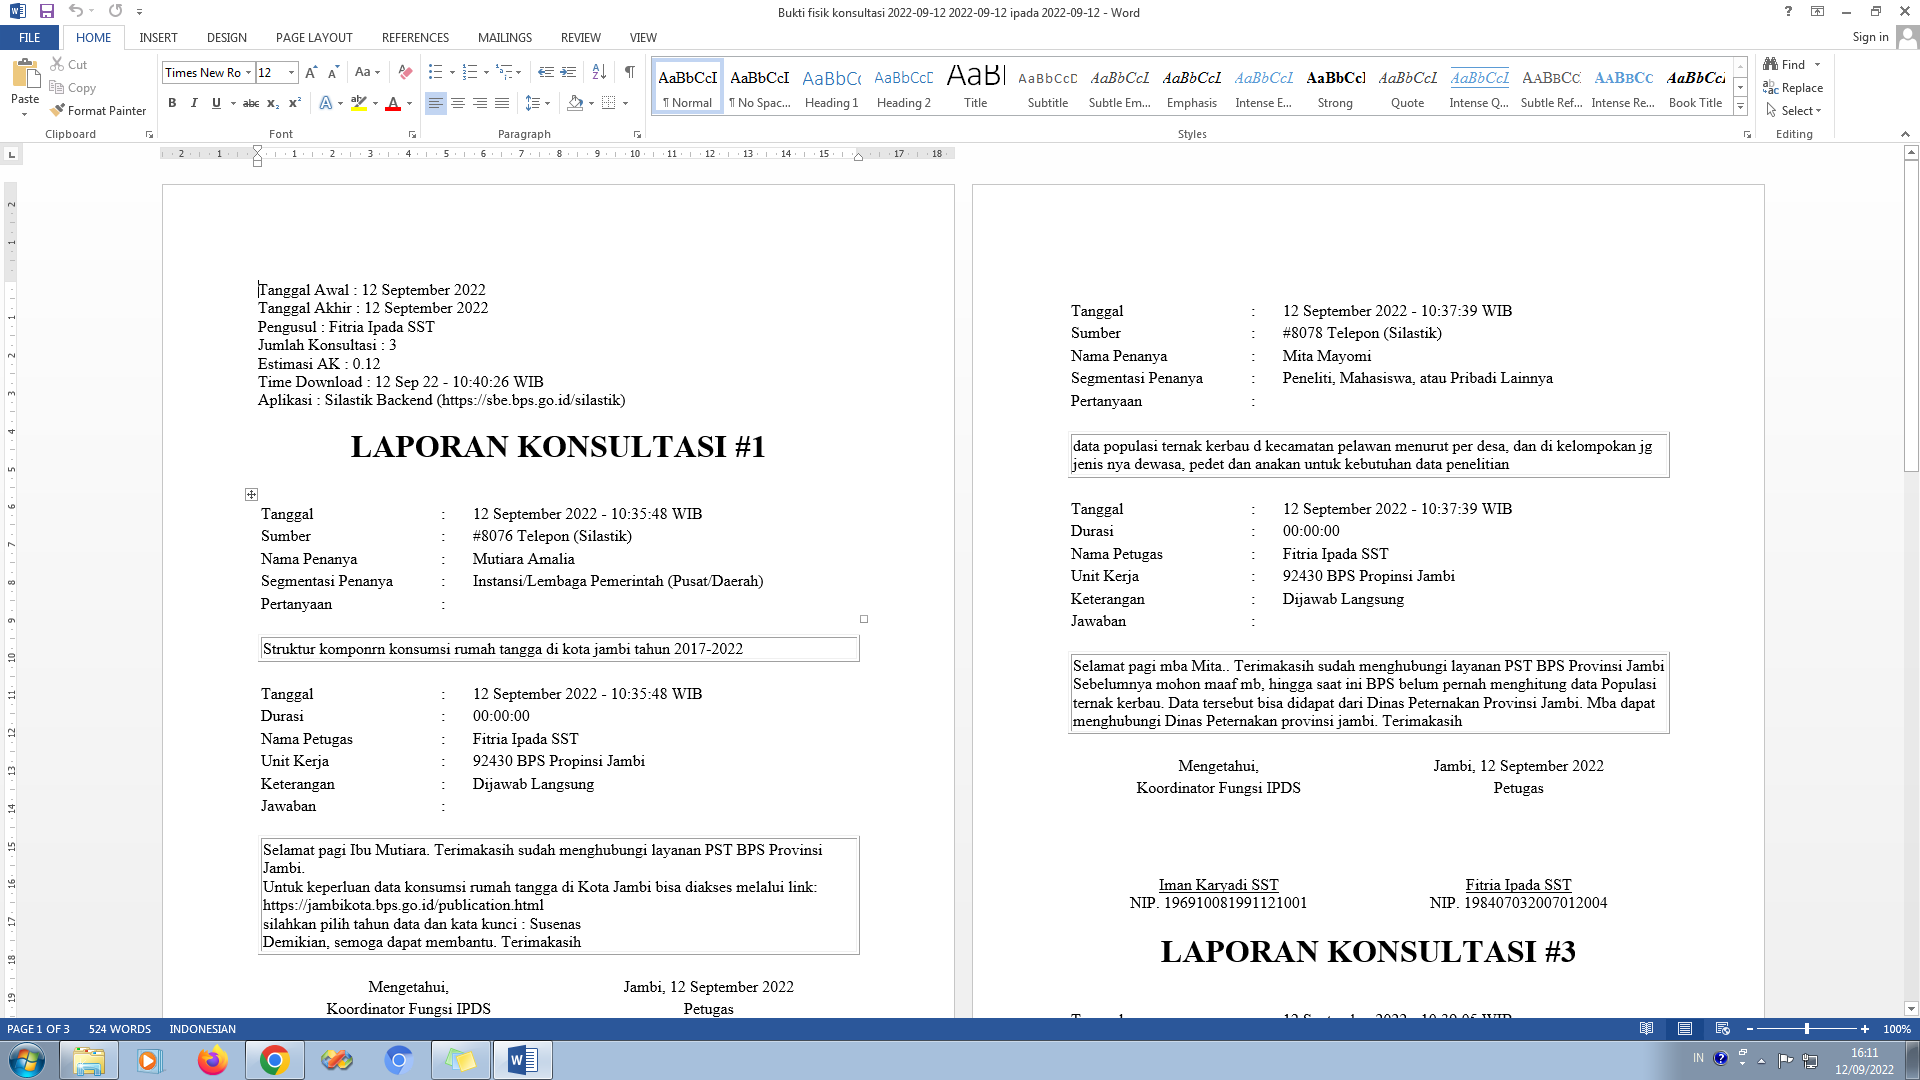 Bukti fisik konsultasi 2022-09-12 2022-09-12 ipada 2022-09-12 - Word
FILE HOME INSERT DESIGN PAGE LAYOUT REFERENCES MAILINGS REVIEW VIEW Sign in
Paste
Cut
Copy
Format Painter
Clipboard
Times New Ro 12
Font
Paragraph
AaBbCcI ¶ Normal
AaBbCcI ¶ No Spac...
AaBbCc Heading 1
AaBbCcD Heading 2
AaBl Title
AaBbCcD Subtitle
AaBbCcL Subtle Em...
AaBbCcL Emphasis
AaBbCcL Intense E...
AaBbCcI Strong
AaBbCcL Quote
AaBbCcL Intense Q...
AaBbCc Subtle Ref...
AaBbCc Intense Re...
AaBbCcL Book Title
Styles
Find
Replace
Select
Editing
Tanggal Awal : 12 September 2022
Tanggal Akhir : 12 September 2022
Pengusul : Fitria Ipada SST
Jumlah Konsultasi : 3
Estimasi AK : 0.12
Time Download : 12 Sep 22 - 10:40:26 WIB
Aplikasi : Silastik Backend (https://sbe.bps.go.id/silastik)
LAPORAN KONSULTASI #1
Tanggal : 12 September 2022 - 10:35:48 WIB
Sumber : #8076 Telepon (Silastik)
Nama Penanya : Mutiara Amalia
Segmentasi Penanya : Instansi/Lembaga Pemerintah (Pusat/Daerah)
Pertanyaan :
Struktur komponrn konsumsi rumah tangga di kota jambi tahun 2017-2022
Tanggal : 12 September 2022 - 10:35:48 WIB
Durasi : 00:00:00
Nama Petugas : Fitria Ipada SST
Unit Kerja : 92430 BPS Propinsi Jambi
Keterangan : Dijawab Langsung
Jawaban :
Selamat pagi Ibu Mutiara. Terimakasih sudah menghubungi layanan PST BPS Provinsi
Jambi.
Untuk keperluan data konsumsi rumah tangga di Kota Jambi bisa diakses melalui link:
https://jambikota.bps.go.id/publication.html
silahkan pilih tahun data dan kata kunci : Susenas
Demikian, semoga dapat membantu. Terimakasih
Mengetahui, Jambi, 12 September 2022
Koordinator Fungsi IPDS Petugas
Tanggal : 12 September 2022 - 10:37:39 WIB
Sumber : #8078 Telepon (Silastik)
Nama Penanya : Mita Mayomi
Segmentasi Penanya : Peneliti, Mahasiswa, atau Pribadi Lainnya
Pertanyaan :
data populasi ternak kerbau d kecamatan pelawan menurut per desa, dan di kelompokan jg
jenis nya dewasa, pedet dan anakan untuk kebutuhan data penelitian
Tanggal : 12 September 2022 - 10:37:39 WIB
Durasi : 00:00:00
Nama Petugas : Fitria Ipada SST
Unit Kerja : 92430 BPS Propinsi Jambi
Keterangan : Dijawab Langsung
Jawaban :
Selamat pagi mba Mita.. Terimakasih sudah menghubungi layanan PST BPS Provinsi Jambi
Sebelumnya mohon maaf mb, hingga saat ini BPS belum pernah menghitung data Populasi
ternak kerbau. Data tersebut bisa didapat dari Dinas Peternakan Provinsi Jambi. Mba dapat
menghubungi Dinas Peternakan provinsi jambi. Terimakasih
Mengetahui, Jambi, 12 September 2022
Koordinator Fungsi IPDS Petugas
Iman Karyadi SST Fitria Ipada SST
NIP. 196910081991121001 NIP. 198407032007012004
LAPORAN KONSULTASI #3
PAGE 1 OF 3 524 WORDS INDONESIAN 100%
IN 16:11
12/09/2022